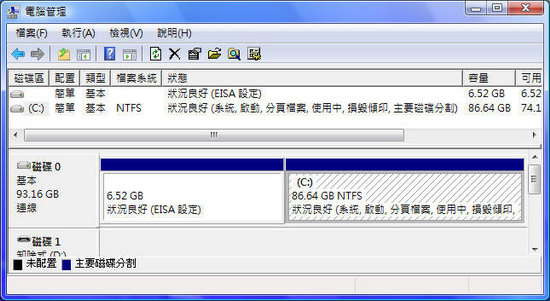 電腦管理
檔案(F) 執行(A) 檢視(V) 說明(H)
磁碟區 配置 類型 檔案系統 狀態 容量 可用
簡單 基本 狀況良好 (EISA 設定) 6.52 GB 6.52
(C:) 簡單 基本 NTFS 狀況良好 (系統, 啟動, 分頁檔案, 使用中, 損毀傾印, 主要磁碟分割) 86.64 GB 74.1
磁碟 0
基本
93.16 GB
連線
6.52 GB
狀況良好 (EISA 設定)
(C:)
86.64 GB NTFS
狀況良好 (系統, 啟動, 分頁檔案, 使用中, 損毀傾印,
磁碟 1
卸除式 (D:)
未配置 主要磁碟分割